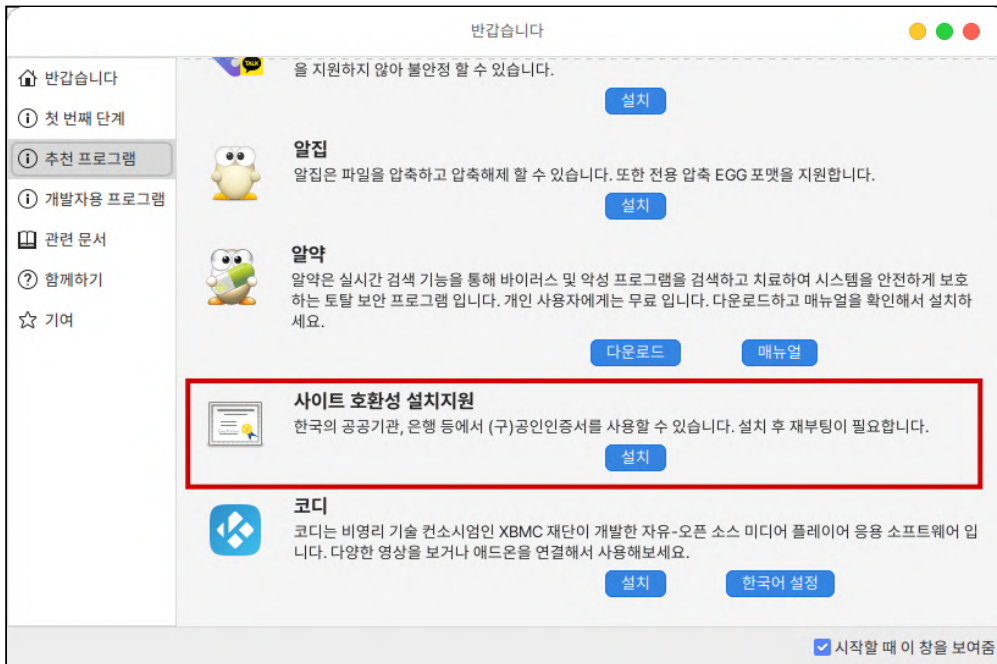 반갑습니다
반갑습니다
첫 번째 단계
추천 프로그램
개발자용 프로그램
관련 문서
함께하기
기여
TALK
을 지원하지 않아 불안정 할 수 있습니다.
설치
알집
알집은 파일을 압축하고 압축해제 할 수 있습니다. 또한 전용 압축 EGG 포맷을 지원합니다.
설치
알약
알약은 실시간 검색 기능을 통해 바이러스 및 악성 프로그램을 검색하고 치료하여 시스템을 안전하게 보호
하는 토탈 보안 프로그램 입니다. 개인 사용자에게는 무료 입니다. 다운로드하고 매뉴얼을 확인해서 설치하
세요.
다운로드 매뉴얼
사이트 호환성 설치지원
한국의 공공기관, 은행 등에서 (구)공인인증서를 사용할 수 있습니다. 설치 후 재부팅이 필요합니다.
설치
코디
코디는 비영리 기술 컨소시엄인 XBMC 재단이 개발한 자유-오픈 소스 미디어 플레이어 응용 소프트웨어 입
니다. 다양한 영상을 보거나 애드온을 연결해서 사용해보세요.
설치 한국어 설정
시작할 때 이 창을 보여줌